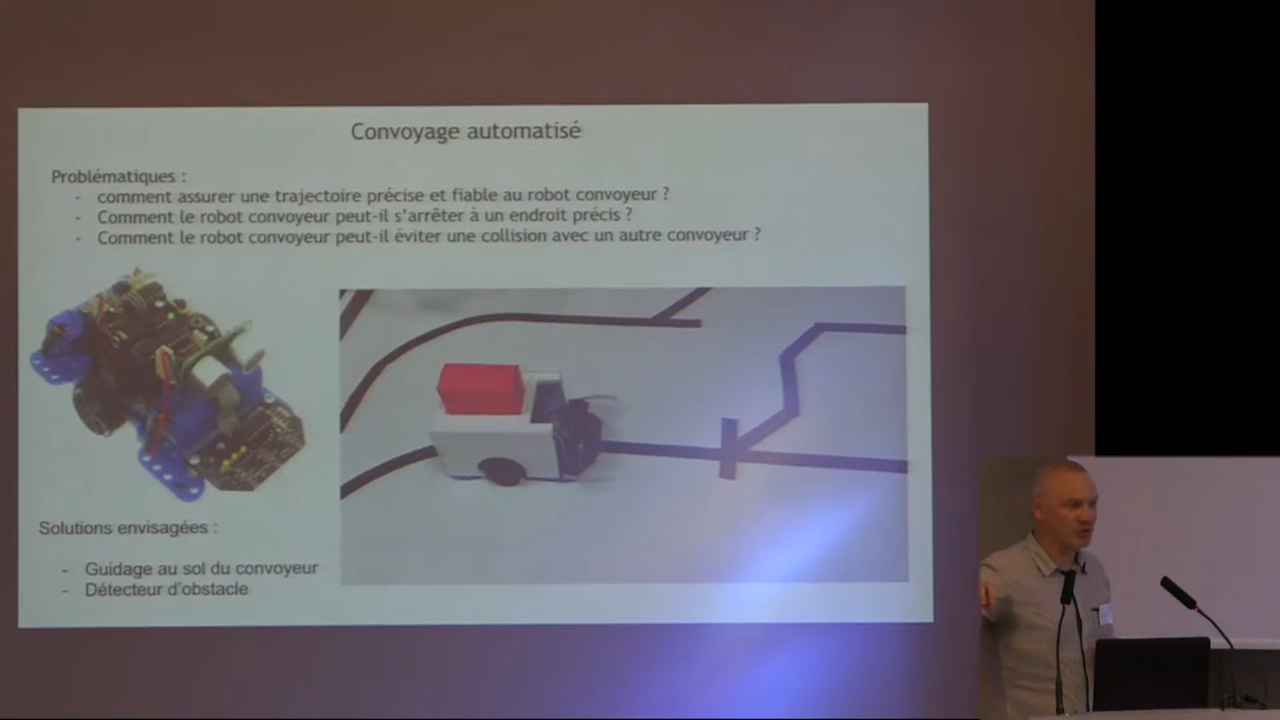 Convoyage automatisé
Problématiques :
- comment assurer une trajectoire précise et fiable au robot convoyeur ?
- Comment le robot convoyeur peut-il s'arrêter à un endroit précis ?
- Comment le robot convoyeur peut-il éviter une collision avec un autre convoyeur ?
Solutions envisagées :
- Guidage au sol du convoyeur
- Détecteur d'obstacle